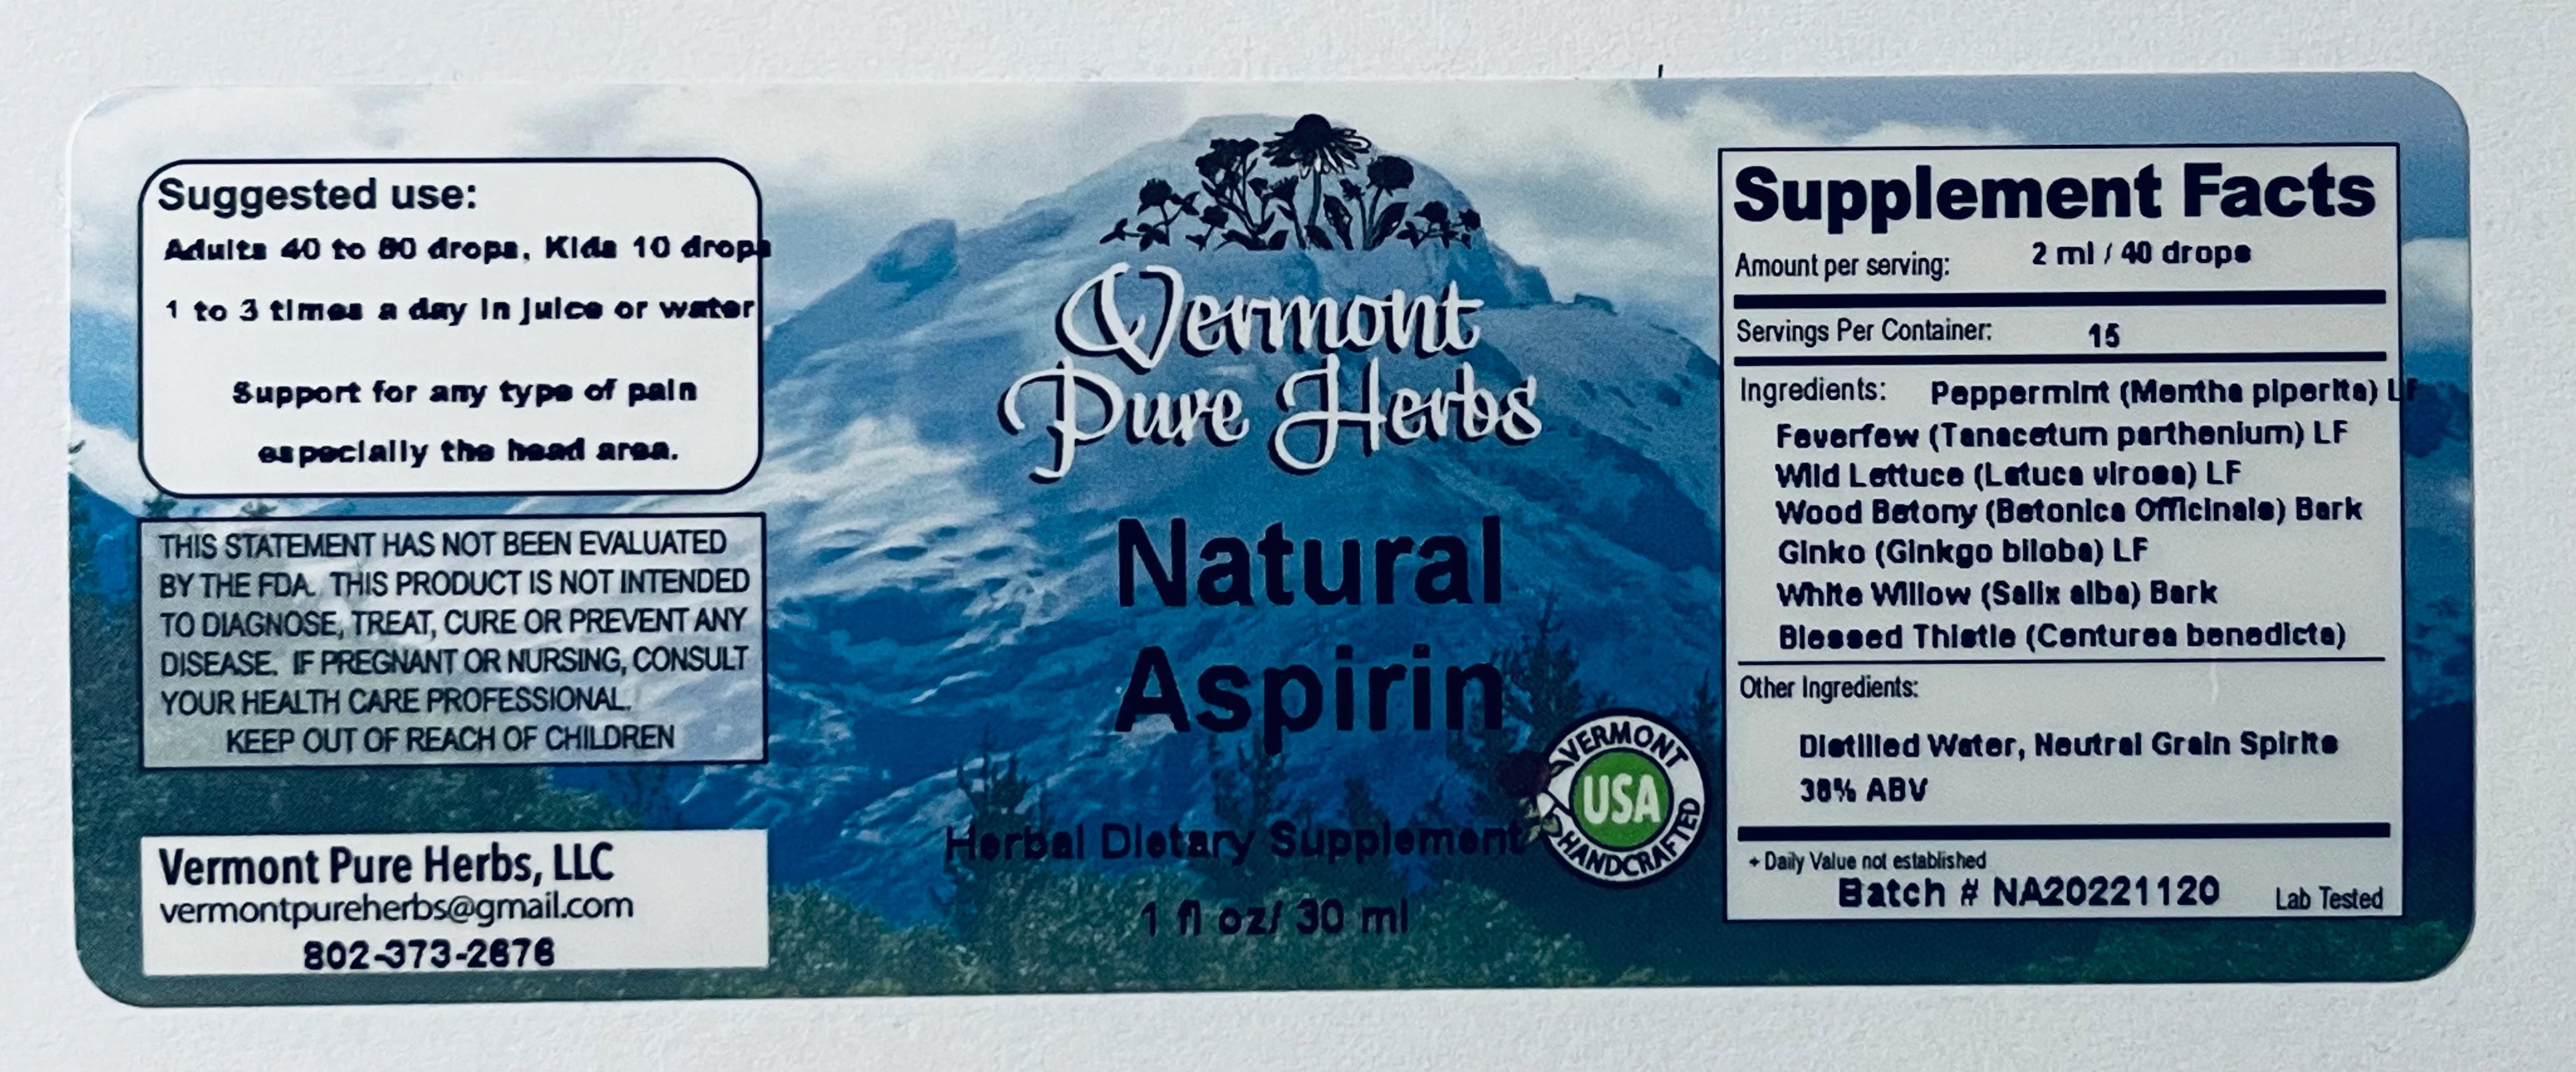 Suggested use:
Adults 40 to 80 drops, Kids 10 drops
1 to 3 times a day in juice or water
Support for any type of pain
especially the head area.
THIS STATEMENT HAS NOT BEEN EVALUATED
BY THE FDA. THIS PRODUCT IS NOT INTENDED
TO DIAGNOSE, TREAT, CURE OR PREVENT ANY
DISEASE. IF PREGNANT OR NURSING, CONSULT
YOUR HEALTH CARE PROFESSIONAL.
KEEP OUT OF REACH OF CHILDREN
Vermont Pure Herbs, LLC
vermontpureherbs@gmail.com
802-373-2676
Vermont
Pure Herbs
Natural
Aspirin
Herbal Dietary Supplement
1 fl oz/ 30 ml
VERMONT
USA
HANDCRAFTED
Supplement Facts
Amount per serving: 2 ml / 40 drops
Servings Per Container: 15
Ingredients: Peppermint (Mentha piperita) LF
Feverfew (Tanacetum parthenium) LF
Wild Lettuce (Latuca virosa) LF
Wood Betony (Betonica Officinale) Bark
Ginko (Ginkgo biloba) LF
White Willow (Salix alba) Bark
Blessed Thistle (Centurea benedicta)
Other Ingredients:
Distilled Water, Neutral Grain Spirits
38% ABV
+ Daily Value not established
Batch # NA20221120
Lab Tested